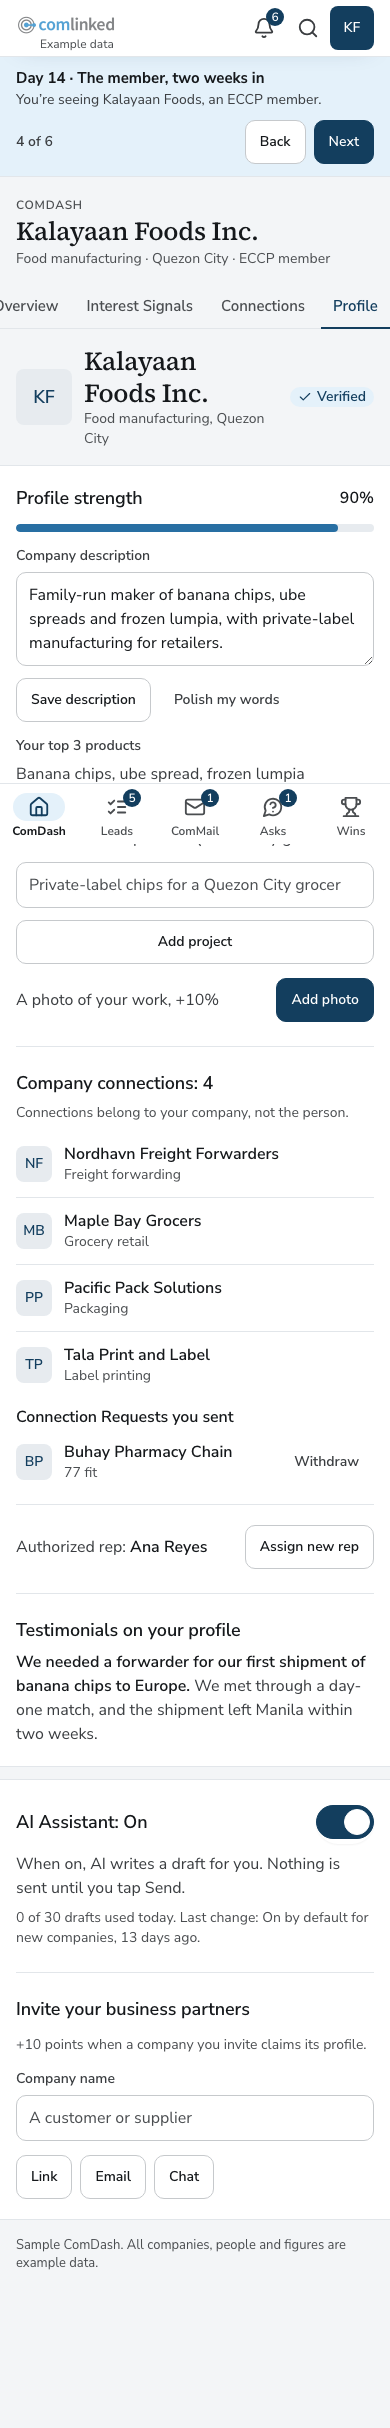 comlinked
Example data
6
KF
Day 14 · The member, two weeks in
You're seeing Kalayaan Foods, an ECCP member.
4 of 6
Back
Next
COMDASH
Kalayaan Foods Inc.
Food manufacturing · Quezon City · ECCP member
Overview
Interest Signals
Connections
Profile
KF
Kalayaan
Foods Inc.
Food manufacturing, Quezon
City
Verified
Profile strength
90%
Company description
Family-run maker of banana chips, ube
spreads and frozen lumpia, with private-label
manufacturing for retailers.
Save description
Polish my words
Your top 3 products
Banana chips, ube spread, frozen lumpia
ComDash
5
Leads
1
ComMail
1
Asks
Wins
Private-label chips for a Quezon City grocer
Add project
A photo of your work, +10%
Add photo
Company connections: 4
Connections belong to your company, not the person.
NF
Nordhavn Freight Forwarders
Freight forwarding
MB
Maple Bay Grocers
Grocery retail
PP
Pacific Pack Solutions
Packaging
TP
Tala Print and Label
Label printing
Connection Requests you sent
BP
Buhay Pharmacy Chain
77 fit
Withdraw
Authorized rep: Ana Reyes
Assign new rep
Testimonials on your profile
We needed a forwarder for our first shipment of
banana chips to Europe. We met through a day-
one match, and the shipment left Manila within
two weeks.
AI Assistant: On
When on, AI writes a draft for you. Nothing is
sent until you tap Send.
0 of 30 drafts used today. Last change: On by default for
new companies, 13 days ago.
Invite your business partners
+10 points when a company you invite claims its profile.
Company name
A customer or supplier
Link
Email
Chat
Sample ComDash. All companies, people and figures are
example data.